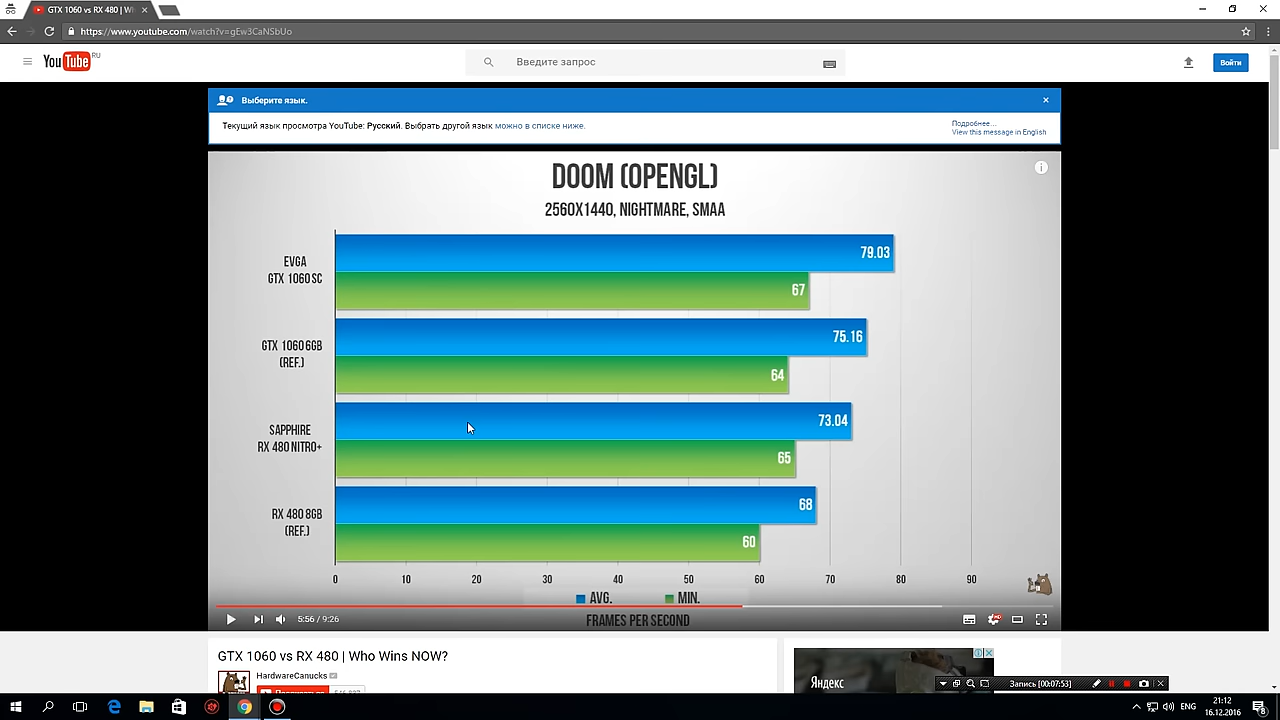 GTX 1060 vs RX 480 | Wh
https://www.youtube.com/watch?v=gEw3CaNSbUo
YouTube RU
Введите запрос
Войти
Выберите язык.
Текущий язык просмотра YouTube: Русский. Выбрать другой язык можно в списке ниже.
Подробнее...
View this message in English
DOOM (OPENGL)
2560X1440, NIGHTMARE, SMAA
EVGA
GTX 1060 SC
79.03
67
GTX 1060 6GB
(REF.)
75.16
64
SAPPHIRE
RX 480 NITRO+
73.04
65
RX 480 8GB
(REF.)
68
60
0 10 20 30 40 50 60 70 80 90
AVG. MIN.
FRAMES PER SECOND
5:56 / 9:26
GTX 1060 vs RX 480 | Who Wins NOW?
HardwareCanucks
Яндекс
Запись [00:07:53]
ENG
21:12
16.12.2016